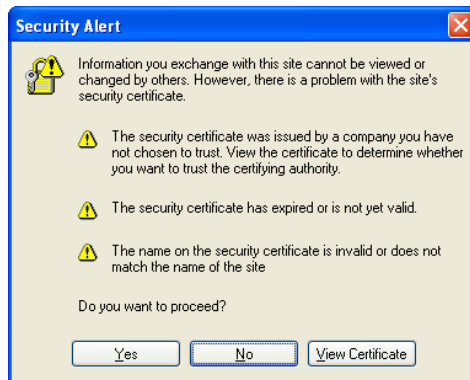 Security Alert
Information you exchange with this site cannot be viewed or
changed by others. However, there is a problem with the site's
security certificate.
The security certificate was issued by a company you have
not chosen to trust. View the certificate to determine whether
you want to trust the certifying authority.
The security certificate has expired or is not yet valid.
The name on the security certificate is invalid or does not
match the name of the site
Do you want to proceed?
Yes No View Certificate